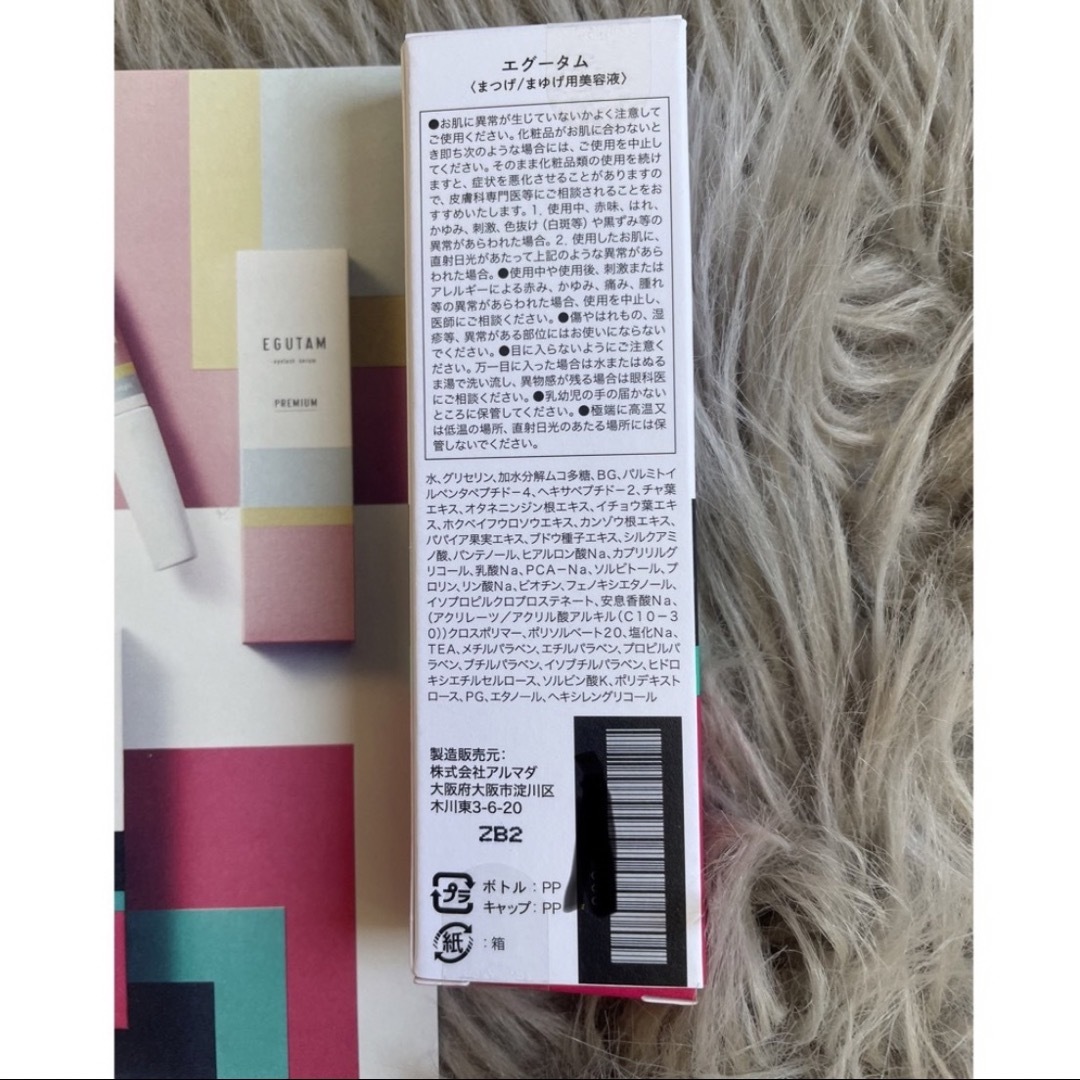 エグータム
〈まつげ/まゆげ用美容液〉
●お肌に異常が生じていないかよく注意して
ご使用ください。化粧品がお肌に合わないと
き即ち次のような場合には、ご使用を中止し
てください。そのまま化粧品類の使用を続け
ますと、症状を悪化させることがありますの
で、皮膚科専門医等にご相談されることをお
すすめいたします。1. 使用中、赤味、はれ、
かゆみ、刺激、色抜け(白斑等)や黒ずみ等の
異常があらわれた場合。2. 使用したお肌に、
直射日光があたって上記のような異常があら
われた場合。●使用中や使用後、刺激または
アレルギーによる赤み、かゆみ、痛み、腫れ
等の異常があらわれた場合、使用を中止し、
医師にご相談ください。●傷やはれもの、湿
疹等、異常がある部位にはお使いにならない
でください。●目に入らないようにご注意く
ださい。万一目に入った場合は水またはぬる
ま湯で洗い流し、異物感が残る場合は眼科医
にご相談ください。●乳幼児の手の届かない
ところに保管してください。●極端に高温又
は低温の場所、直射日光のあたる場所には保
管しないでください。
水、グリセリン、加水分解ムコ多糖、BG、パルミトイ
ルペンタペプチド-4、ヘキサペプチド-2、チャ葉
エキス、オタネニンジン根エキス、イチョウ葉エキ
ス、ホクベイフウロソウエキス、カンゾウ根エキス、
パパイア果実エキス、ブドウ種子エキス、シルクアミ
ノ酸、パンテノール、ヒアルロン酸Na、カプリリルグ
リコール、乳酸Na、PCA-Na、ソルビトール、プ
ロリン、リン酸Na、ビオチン、フェノキシエタノール、
イソプロピルクロプロステネート、安息香酸Na、
(アクリレーツ/アクリル酸アルキル(C10-3
0))クロスポリマー、ポリソルベート20、塩化Na、
TEA、メチルパラベン、エチルパラベン、プロピルパ
ラベン、ブチルパラベン、イソブチルパラベン、ヒドロ
キシエチルセルロース、ソルビン酸K、ポリデキスト
ロース、PG、エタノール、ヘキシレングリコール
製造販売元:
株式会社アルマダ
大阪府大阪市淀川区
木川東3-6-20
ZB2
プラ
ボトル : PP
キャップ : PP
紙 : 箱
EGUTAM
eyelash serum
PREMIUM